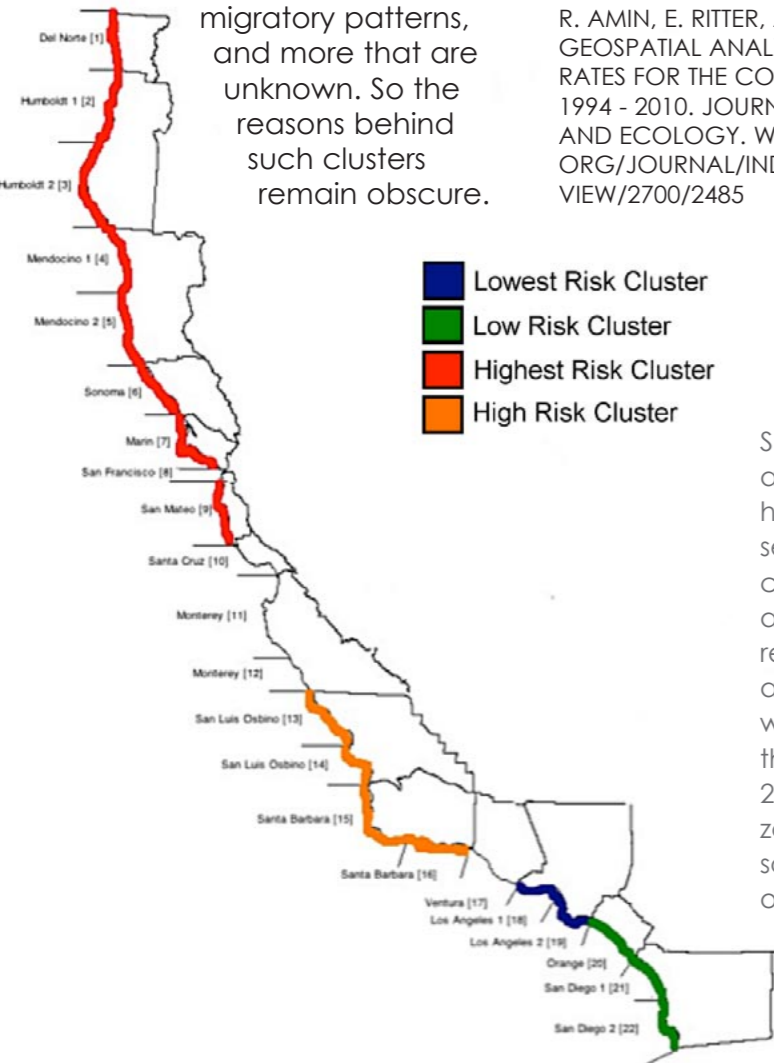 migratory patterns,
and more that are
unknown. So the
reasons behind
such clusters
remain obscure.
R. AMIN, E. RITTER,
GEOSPATIAL ANAL
RATES FOR THE CO
1994 - 2010. JOURN
AND ECOLOGY. W
ORG/JOURNAL/IND
VIEW/2700/2485
Lowest Risk Cluster
Low Risk Cluster
Highest Risk Cluster
High Risk Cluster
Del Norte [1]
Humboldt 1 [2]
Humboldt 2 [3]
Mendocino 1 [4]
Mendocino 2 [5]
Sonoma [6]
Marin [7]
San Francisco [8]
San Mateo [9]
Santa Cruz [10]
Monterey [11]
Monterey [12]
San Luis Osbino [13]
San Luis Osbino [14]
Santa Barbara [15]
Santa Barbara [16]
Ventura [17]
Los Angeles 1 [18]
Los Angeles 2 [19]
Orange [20]
San Diego 1 [21]
San Diego 2 [22]